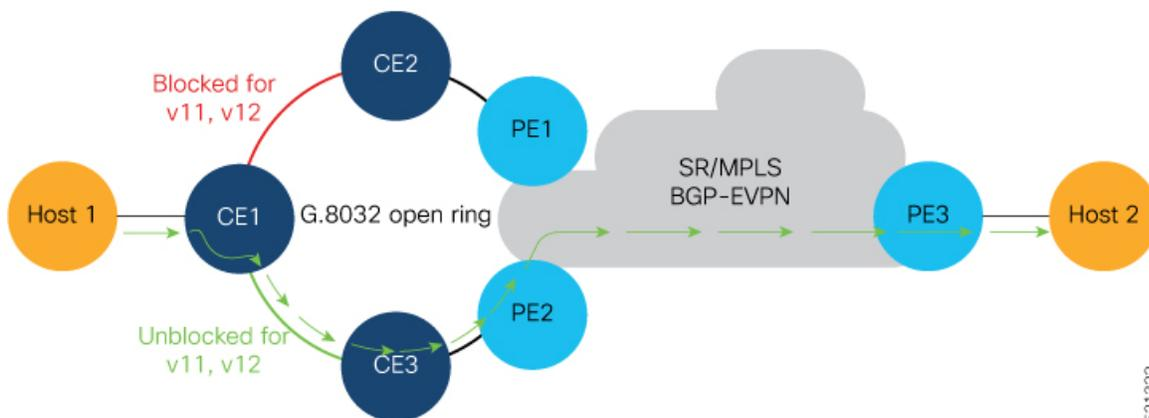 CE2
Blocked for
v11, v12
PE1
SR/MPLS
BGP-EVPN
Host 1
CE1
G.8032 open ring
PE3
Host 2
PE2
Unblocked for
v11, v12
CE3